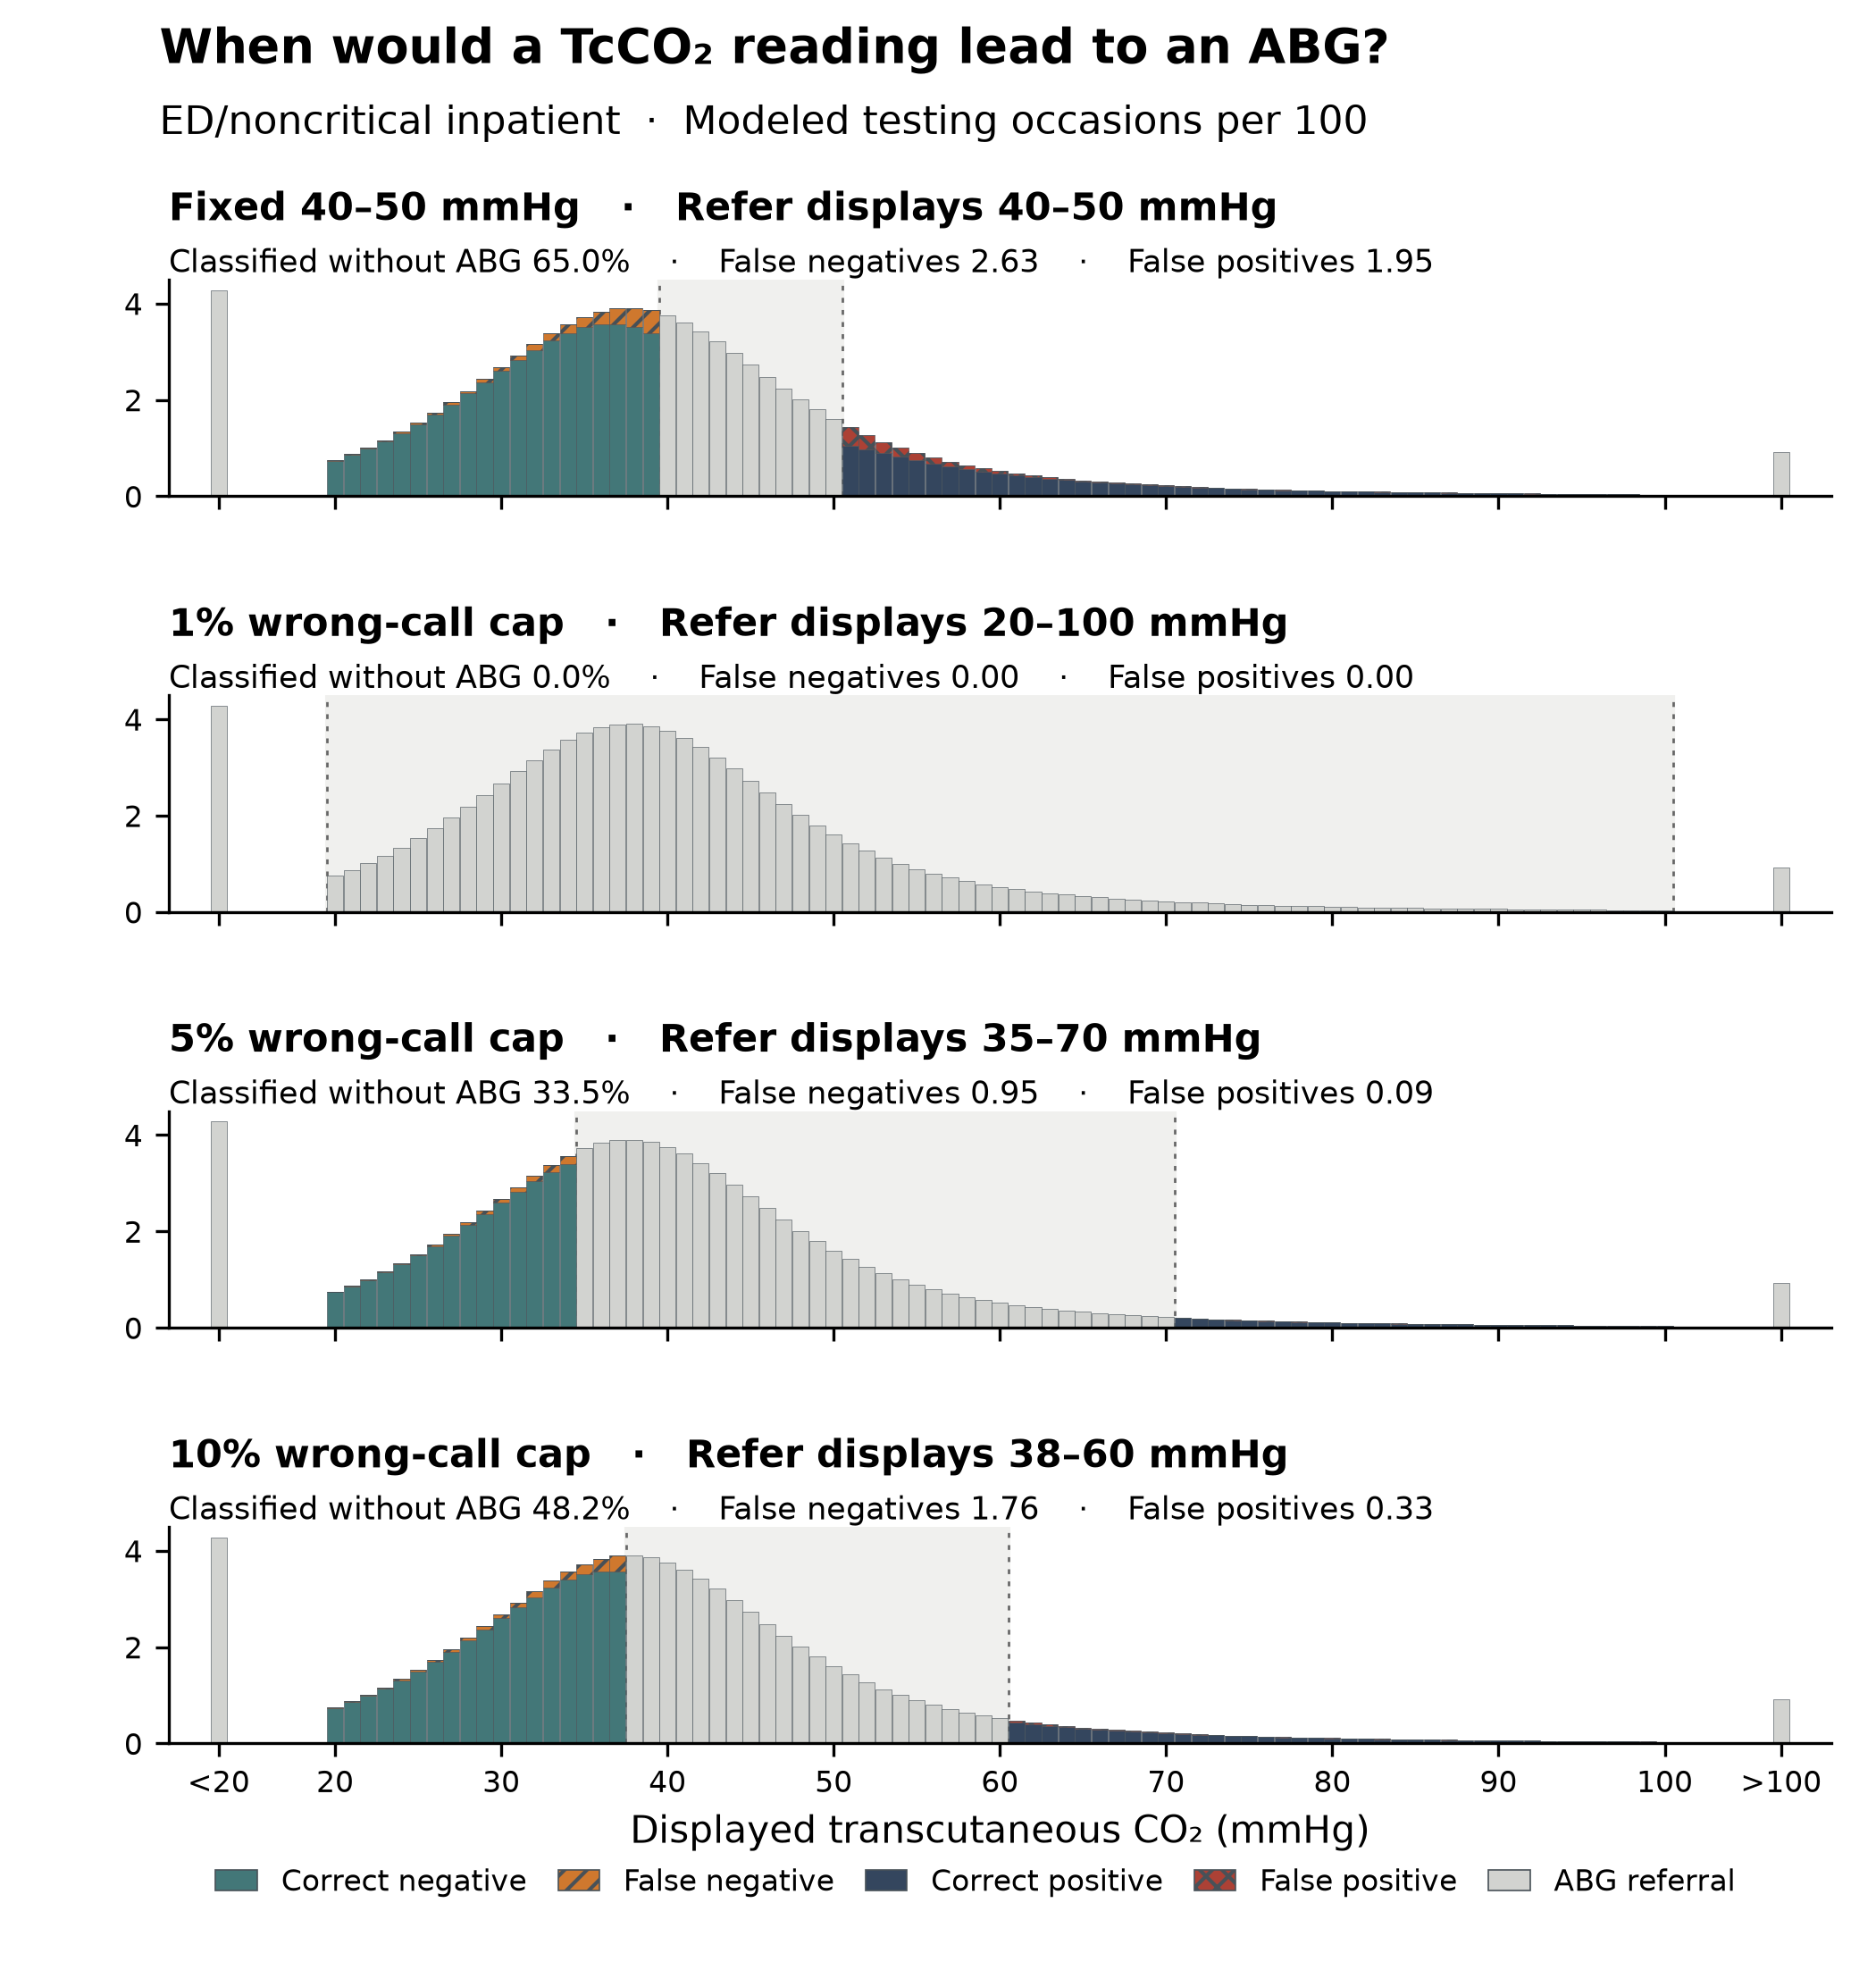 When would a TcCO₂ reading lead to an ABG?
ED/noncritical inpatient · Modeled testing occasions per 100
Fixed 40–50 mmHg · Refer displays 40–50 mmHg
Classified without ABG 65.0% · False negatives 2.63 · False positives 1.95
4
2
0
1% wrong-call cap · Refer displays 20–100 mmHg
Classified without ABG 0.0% · False negatives 0.00 · False positives 0.00
4
2
0
5% wrong-call cap · Refer displays 35–70 mmHg
Classified without ABG 33.5% · False negatives 0.95 · False positives 0.09
4
2
0
10% wrong-call cap · Refer displays 38–60 mmHg
Classified without ABG 48.2% · False negatives 1.76 · False positives 0.33
4
2
0
<20 20 30 40 50 60 70 80 90 100 >100
Displayed transcutaneous CO₂ (mmHg)
Correct negative False negative Correct positive False positive ABG referral